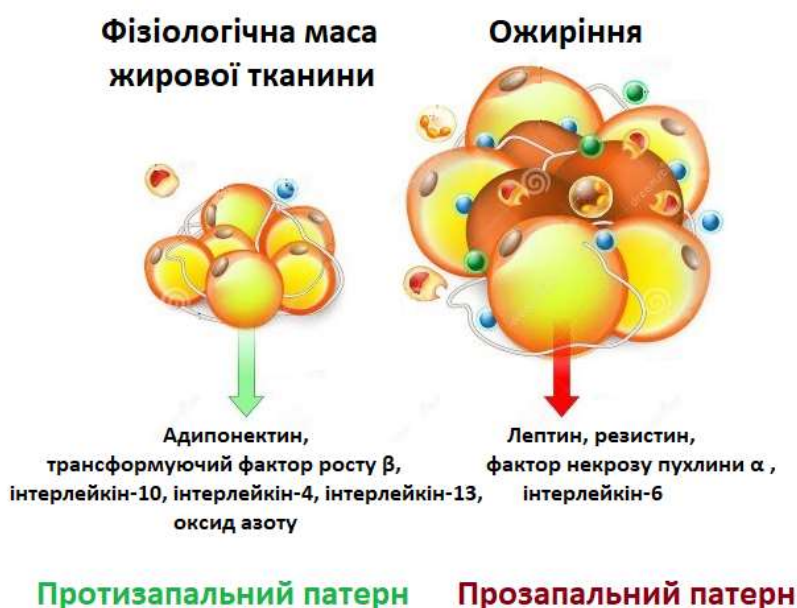 Фізіологічна маса
жирової тканини
Ожиріння
Адипонектин,
трансформуючий фактор росту β,
інтерлейкін-10, інтерлейкін-4, інтерлейкін-13,
оксид азоту
Лептин, резистин,
фактор некрозу пухлини α ,
інтерлейкін-6
Протизапальний патерн
Прозапальний патерн